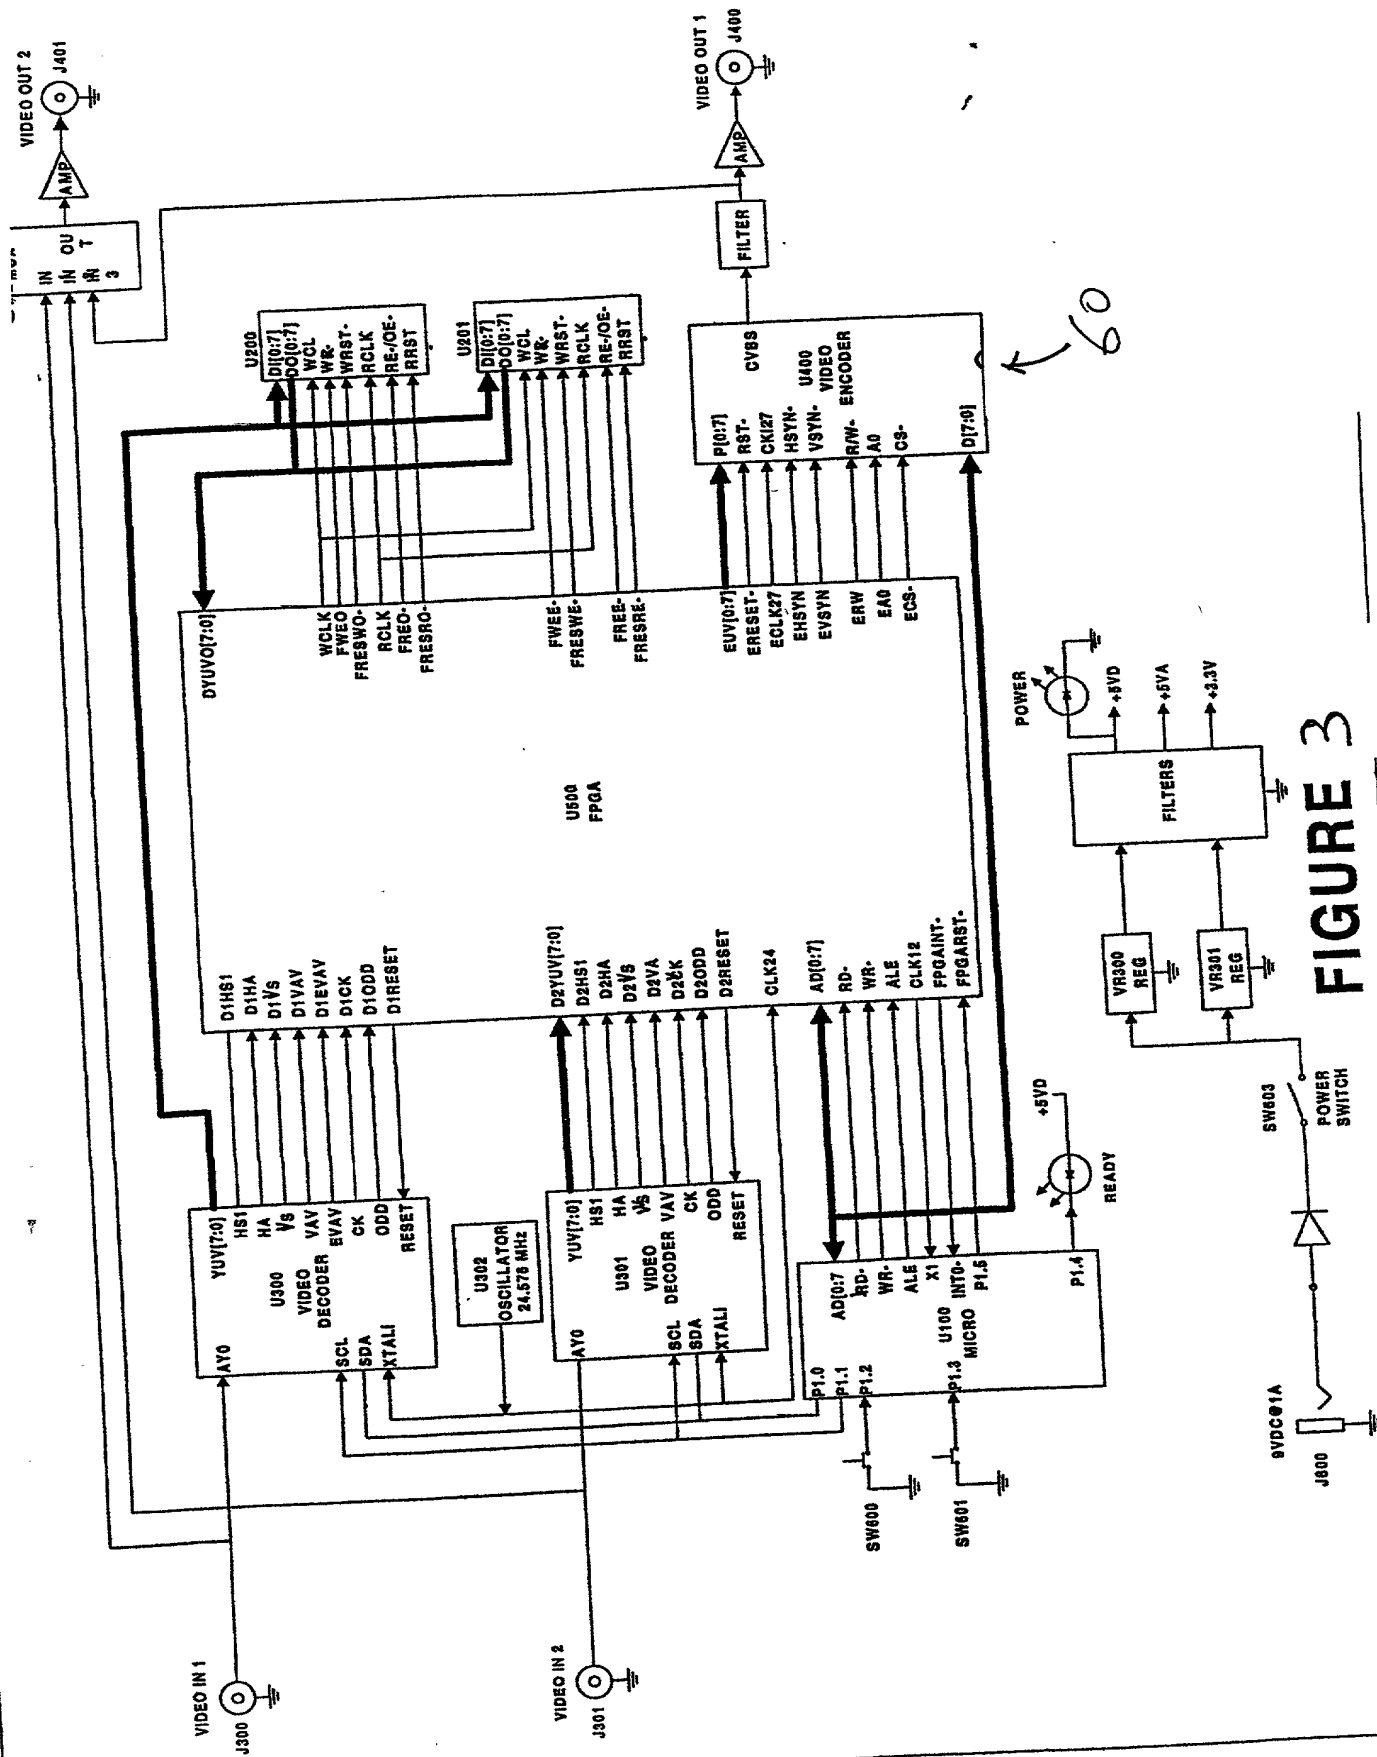 VIDEO IN 1
J300
VIDEO IN 2
J301
AY0
YUV[7:0]
HS1
HA
VS
VAV
EVAV
CK
ODD
RESET
U300
VIDEO
DECODER
SCL
SDA
XTALI
U302
OSCILLATOR
24.576 MHz
AY0
YUV[7:0]
HS1
HA
VS
VAV
CK
ODD
RESET
U301
VIDEO
DECODER
SCL
SDA
XTALI
P1.0
P1.1
P1.2
P1.3
AD[0:7
RD-
WR-
ALE
X1
INT0-
P1.5
P1.4
U100
MICRO
SW600
SW601
READY
+5VD
D1HS1
D1HA
D1VS
D1VAV
D1EVAV
D1CK
D1ODD
D1RESET
D2YUV[7:0]
D2HS1
D2HA
D2VS
D2VA
D2CK
D2ODD
D2RESET
CLK24
AD[0:7]
RD-
WR-
ALE
CLK12
FPGAINT-
FPGARST-
U500
FPGA
DYUVO[7:0]
WCLK
FWEO
FRESWO-
RCLK
FREO-
FRESRO-
FWEE-
FRESWE-
FREE-
FRESRE-
EUV[0:7]
ERESET-
ECLK27
EHSYN
EVSYN
ERW
EA0
ECS-
U200
DI[0:7]
DO[0:7]
WCL
WR-
WRST-
RCLK
RE-/OE-
RRST
U201
DI[0:7]
DO[0:7]
WCL
WR-
WRST-
RCLK
RE-/OE-
RRST
P[0:7]
RST-
CKI27
HSYN-
VSYN-
R/W-
A0
CS-
D[7:0]
CVBS
U400
VIDEO
ENCODER
60
FILTER
AMP
VIDEO OUT 1
J400
IN
IN
IN
3
OU
T
AMP
VIDEO OUT 2
J401
9VDC@1A
J600
SW603
POWER
SWITCH
VR300
REG
VR301
REG
FILTERS
POWER
+5VD
+5VA
+3.3V
FIGURE 3